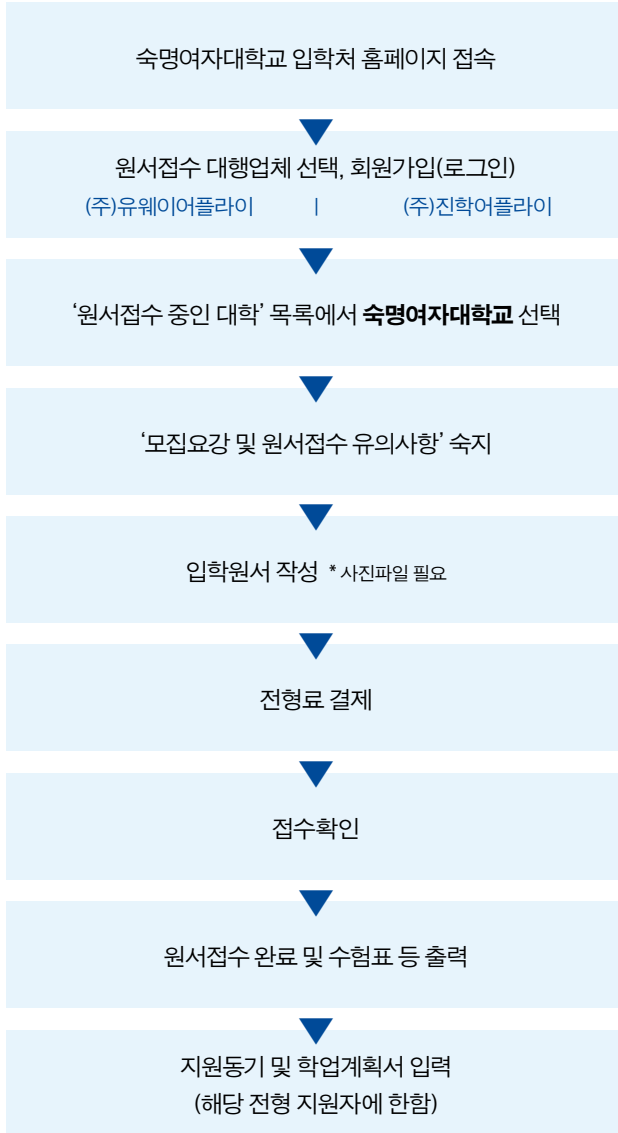 숙명여자대학교 입학처 홈페이지 접속
원서접수 대행업체 선택, 회원가입(로그인)
(주)유웨이어플라이 | (주)진학어플라이
‘원서접수 중인 대학’ 목록에서 숙명여자대학교 선택
‘모집요강 및 원서접수 유의사항’ 숙지
입학원서 작성 * 사진파일 필요
전형료 결제
접수확인
원서접수 완료 및 수험표 등 출력
지원동기 및 학업계획서 입력
(해당 전형 지원자에 한함)